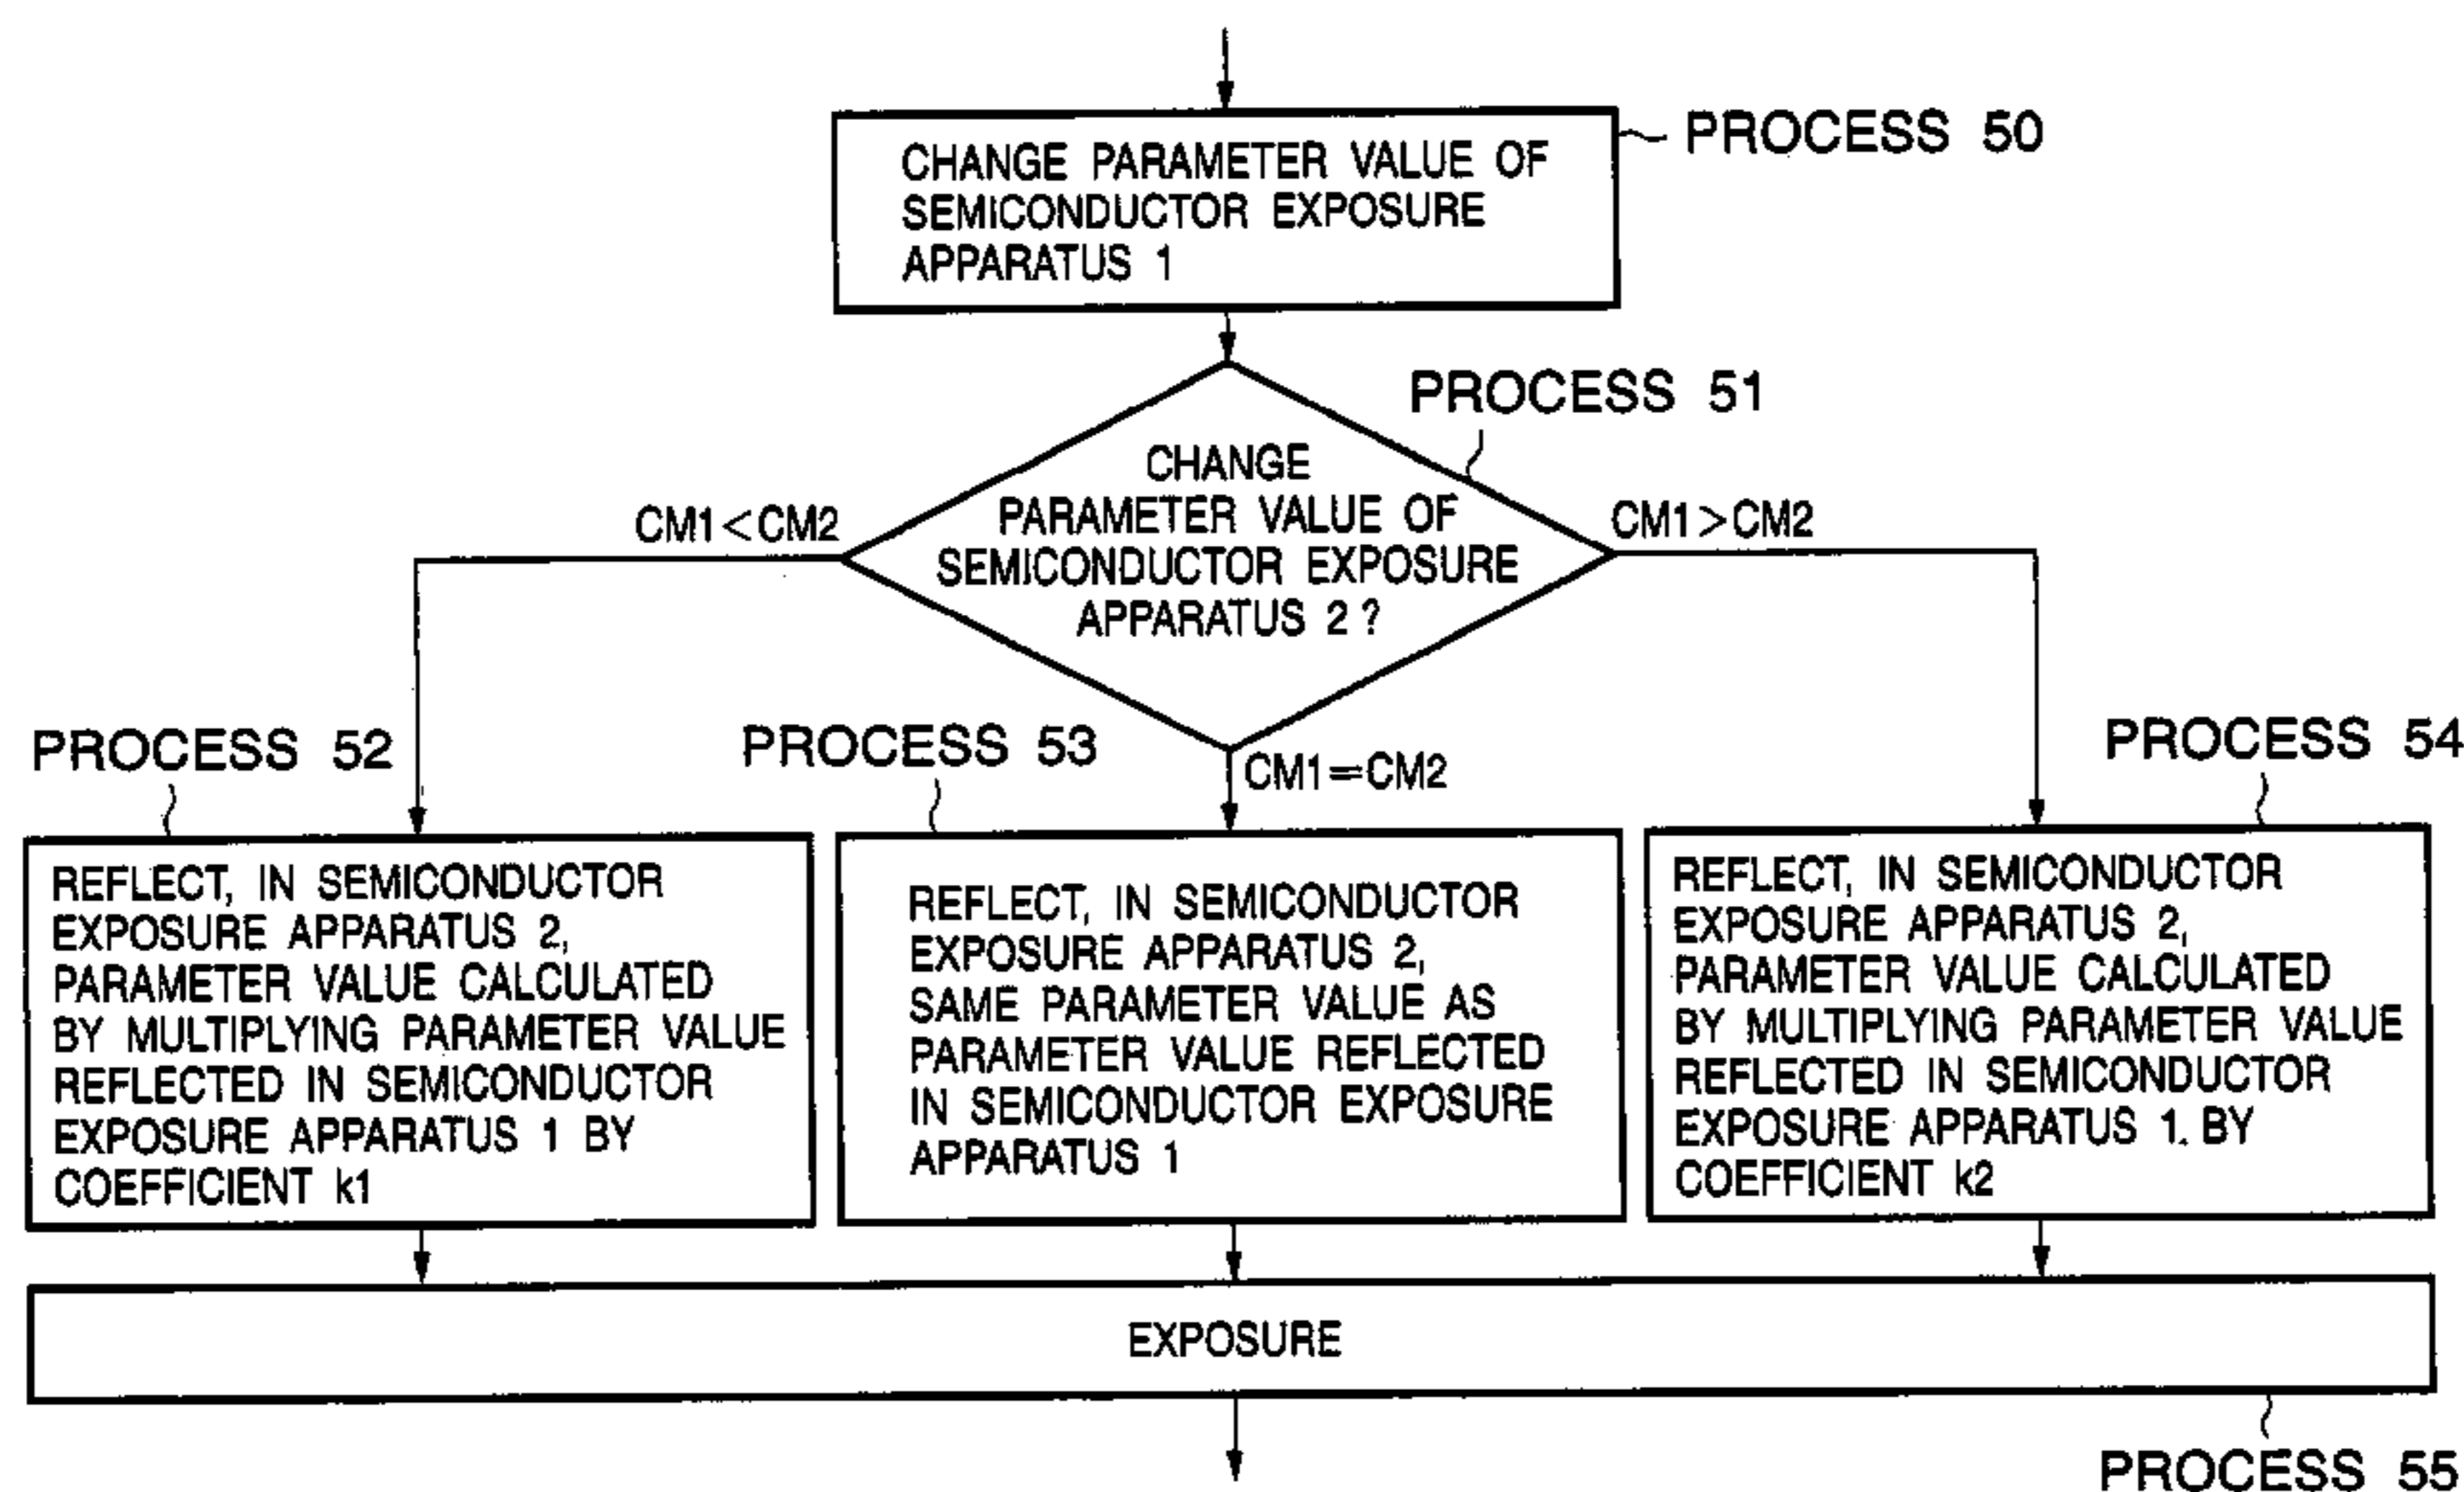 PROCESS 50
CHANGE PARAMETER VALUE OF
SEMICONDUCTOR EXPOSURE
APPARATUS 1
PROCESS 51
CHANGE
PARAMETER VALUE OF
SEMICONDUCTOR EXPOSURE
APPARATUS 2?
CM1<CM2
CM1>CM2
CM1=CM2
PROCESS 52
REFLECT, IN SEMICONDUCTOR
EXPOSURE APPARATUS 2,
PARAMETER VALUE CALCULATED
BY MULTIPLYING PARAMETER VALUE
REFLECTED IN SEMICONDUCTOR
EXPOSURE APPARATUS 1 BY
COEFFICIENT k1
PROCESS 53
REFLECT, IN SEMICONDUCTOR
EXPOSURE APPARATUS 2,
SAME PARAMETER VALUE AS
PARAMETER VALUE REFLECTED
IN SEMICONDUCTOR EXPOSURE
APPARATUS 1
PROCESS 54
REFLECT, IN SEMICONDUCTOR
EXPOSURE APPARATUS 2,
PARAMETER VALUE CALCULATED
BY MULTIPLYING PARAMETER VALUE
REFLECTED IN SEMICONDUCTOR
EXPOSURE APPARATUS 1 BY
COEFFICIENT k2
EXPOSURE
PROCESS 55